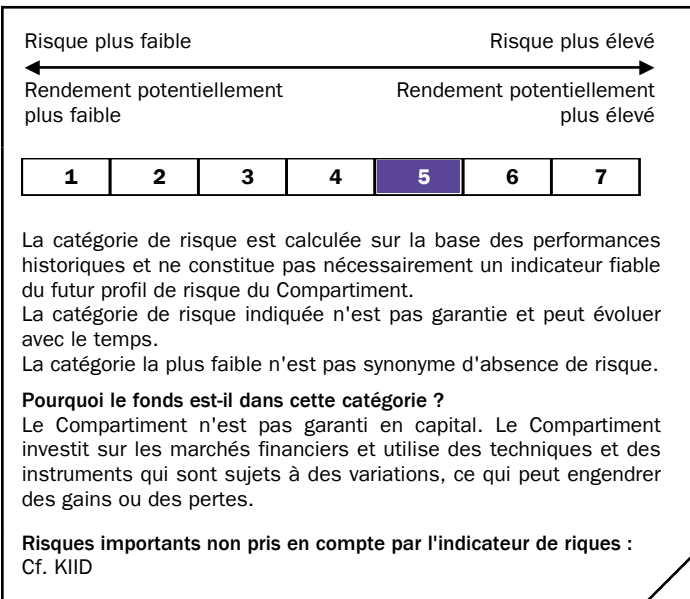 Risque plus faible Risque plus élevé
Rendement potentiellement Rendement potentiellement
plus faible plus élevé
1 2 3 4 5 6 7
La catégorie de risque est calculée sur la base des performances
historiques et ne constitue pas nécessairement un indicateur fiable
du futur profil de risque du Compartiment.
La catégorie de risque indiquée n'est pas garantie et peut évoluer
avec le temps.
La catégorie la plus faible n'est pas synonyme d'absence de risque.
Pourquoi le fonds est-il dans cette catégorie ?
Le Compartiment n'est pas garanti en capital. Le Compartiment
investit sur les marchés financiers et utilise des techniques et des
instruments qui sont sujets à des variations, ce qui peut engendrer
des gains ou des pertes.
Risques importants non pris en compte par l'indicateur de riques :
Cf. KIID